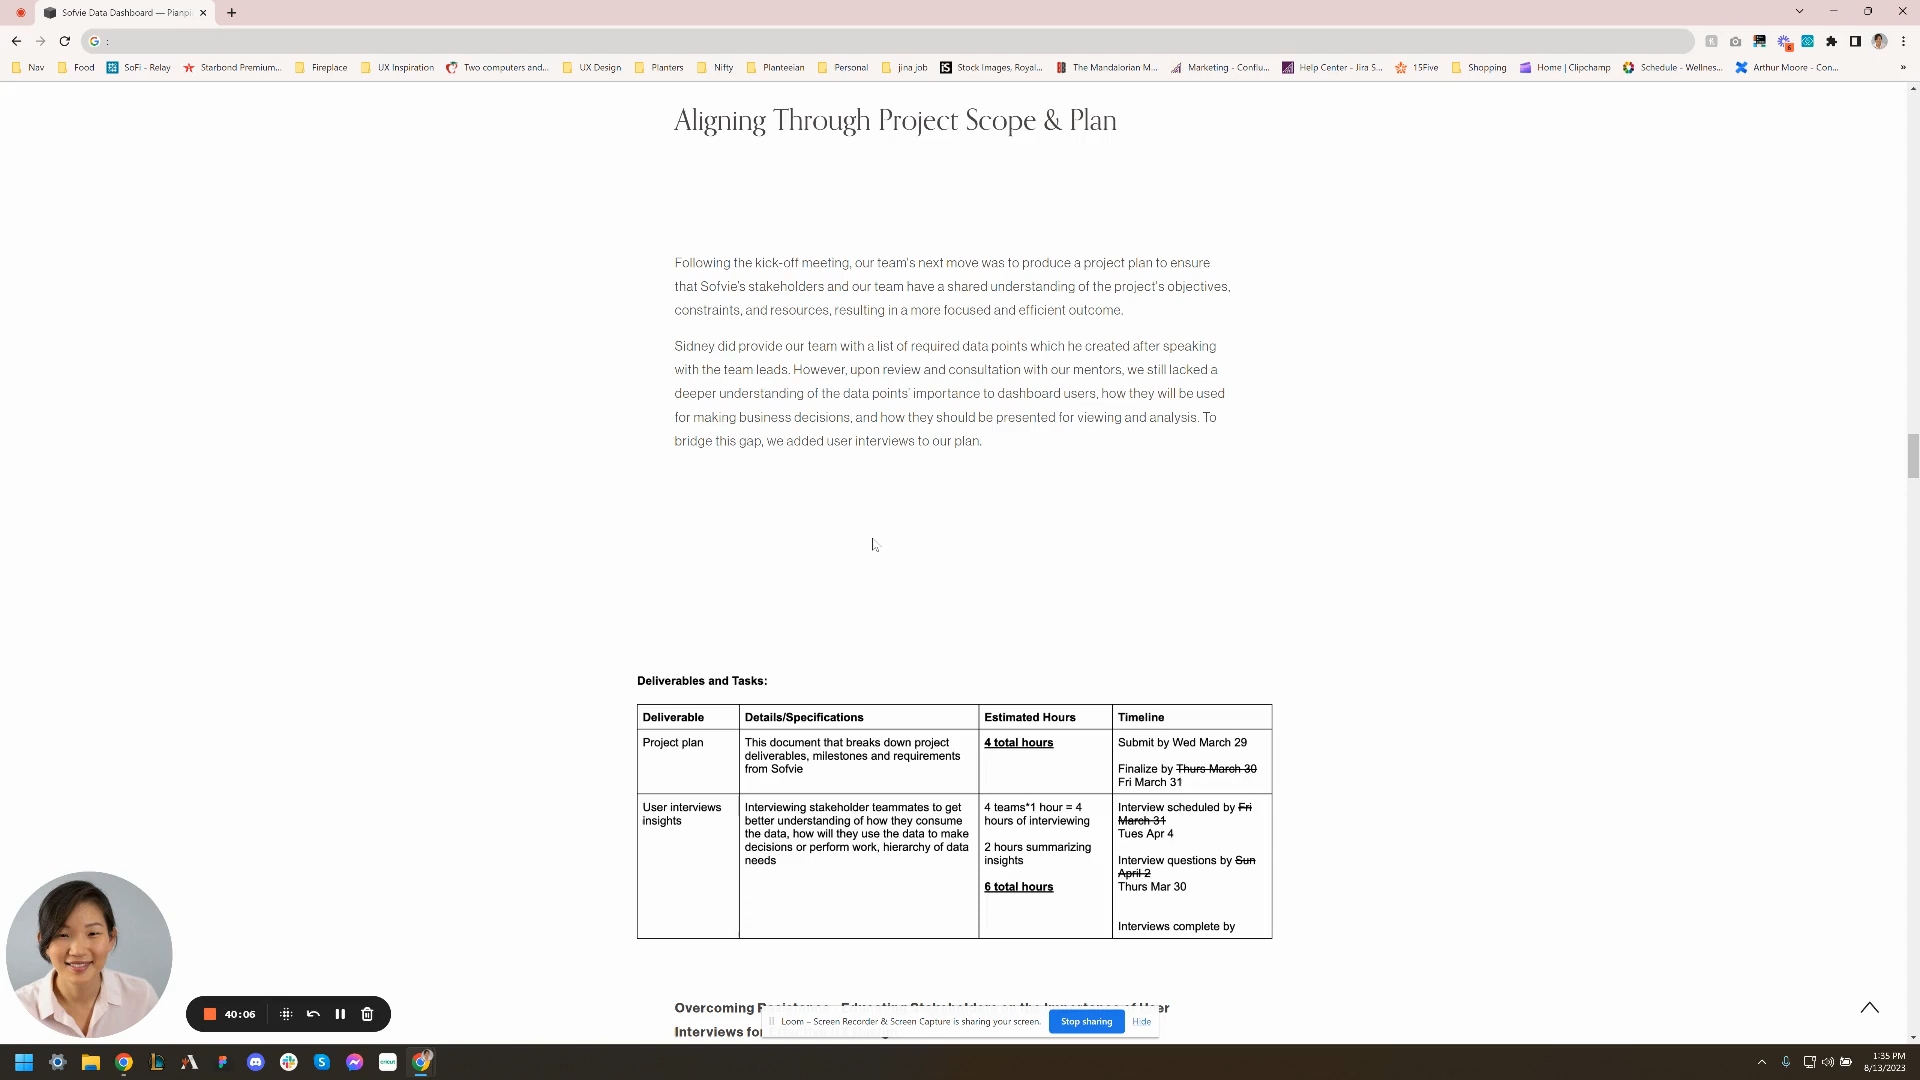 Sofvie Data Dashboard — Pianpi
:
Nav
Food
SoFi - Relay
Starbond Premium...
Fireplace
UX Inspiration
Two computers and...
UX Design
Planters
Nifty
Planteeian
Personal
jina job
Stock Images, Royal...
The Mandalorian M...
Marketing - Conflu...
Help Center - Jira S...
15Five
Shopping
Home | Clipchamp
Schedule - Wellnes...
Arthur Moore - Con...
»
Aligning Through Project Scope & Plan
Following the kick-off meeting, our team's next move was to produce a project plan to ensure
that Sofvie's stakeholders and our team have a shared understanding of the project's objectives,
constraints, and resources, resulting in a more focused and efficient outcome.
Sidney did provide our team with a list of required data points which he created after speaking
with the team leads. However, upon review and consultation with our mentors, we still lacked a
deeper understanding of the data points' importance to dashboard users, how they will be used
for making business decisions, and how they should be presented for viewing and analysis. To
bridge this gap, we added user interviews to our plan.
Deliverables and Tasks:
Deliverable
Details/Specifications
Estimated Hours
Timeline
Project plan
This document that breaks down project
deliverables, milestones and requirements
from Sofvie
4 total hours
Submit by Wed March 29
Finalize by Thurs March 30
Fri March 31
User interviews
insights
Interviewing stakeholder teammates to get
better understanding of how they consume
the data, how will they use the data to make
decisions or perform work, hierarchy of data
needs
4 teams*1 hour = 4
hours of interviewing
2 hours summarizing
insights
6 total hours
Interview scheduled by Fri
March 31
Tues Apr 4
Interview questions by Sun
April 2
Thurs Mar 30
Interviews complete by
Overcoming Resistance - Educating Stakeholders on the Importance of User
Interviews for
Loom – Screen Recorder & Screen Capture is sharing your screen.
Stop sharing
Hide
40:06
1:35 PM
8/13/2023